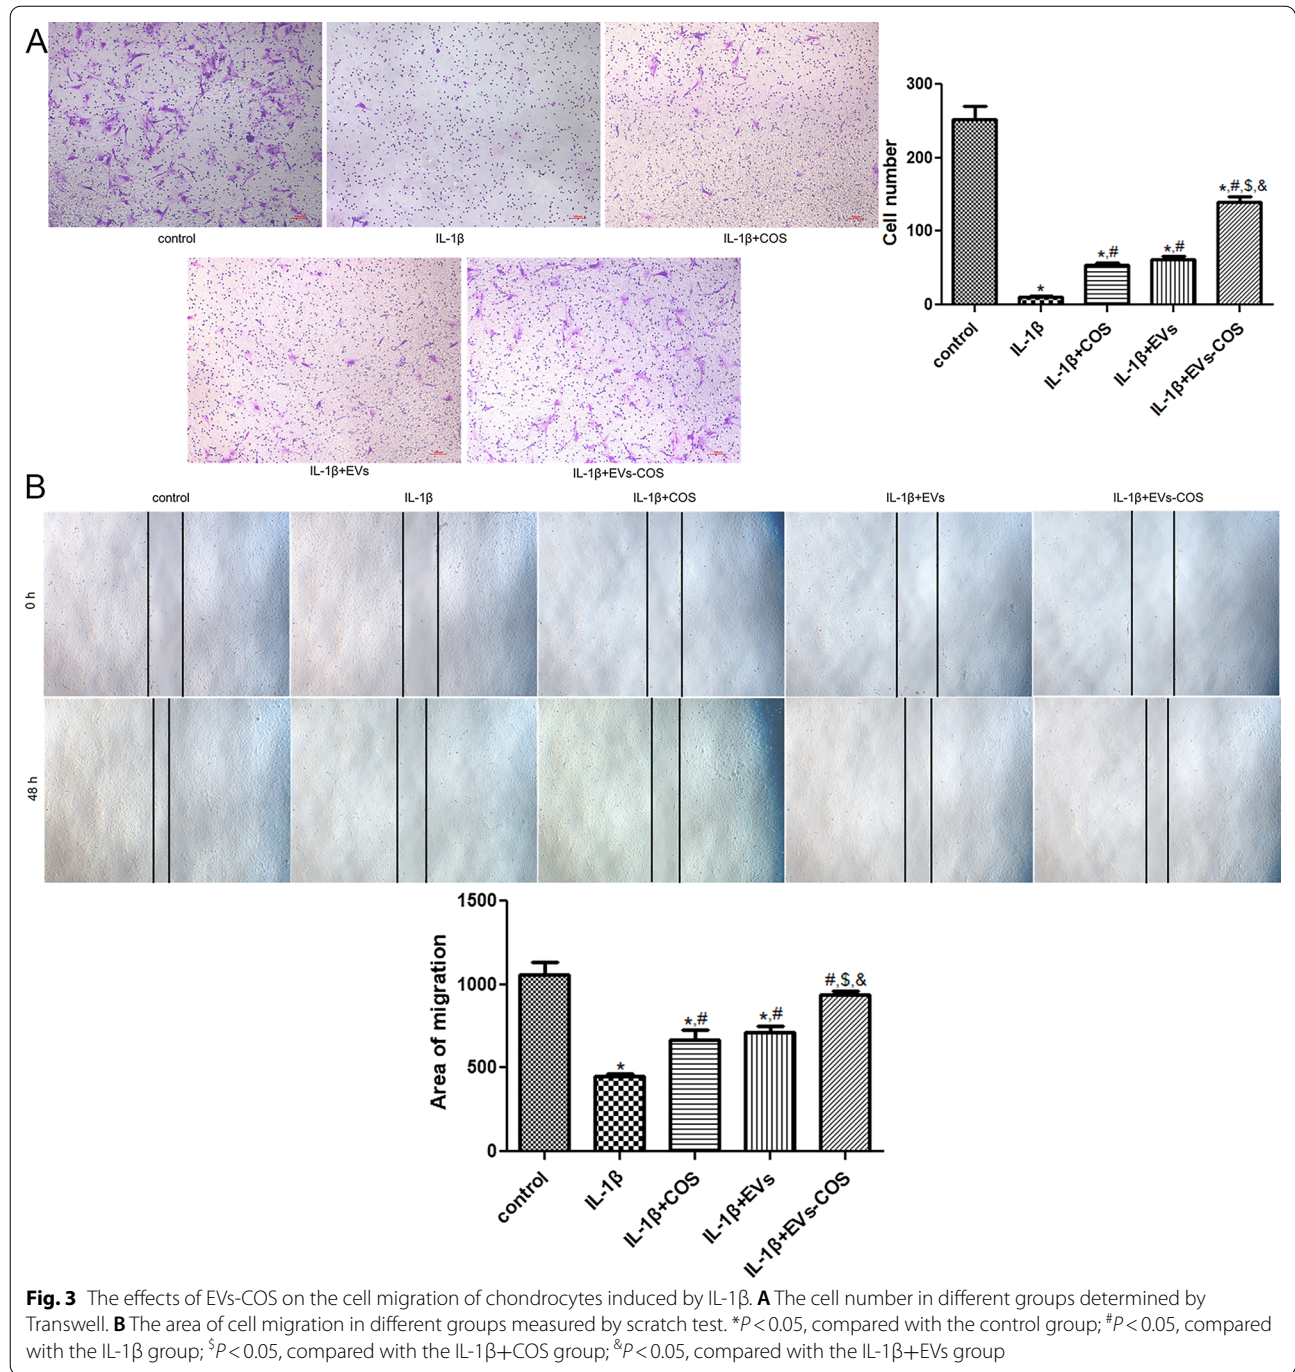 A
control
IL-1β
IL-1β+COS
IL-1β+EVs
IL-1β+EVs-COS
Cell number
300
200
100
0
*
*,#
*,#
*,#,$,&
control
IL-1β
IL-1β+COS
IL-1β+EVs
IL-1β+EVs-COS
B
control
IL-1β
IL-1β+COS
IL-1β+EVs
IL-1β+EVs-COS
0 h
48 h
Area of migration
1500
1000
500
0
*
*,#
*,#
#,$,&
control
IL-1β
IL-1β+COS
IL-1β+EVs
IL-1β+EVs-COS
Fig. 3 The effects of EVs-COS on the cell migration of chondrocytes induced by IL-1β. A The cell number in different groups determined by
Transwell. B The area of cell migration in different groups measured by scratch test. *P < 0.05, compared with the control group; #P < 0.05, compared
with the IL-1β group; $P < 0.05, compared with the IL-1β+COS group; &P < 0.05, compared with the IL-1β+EVs group